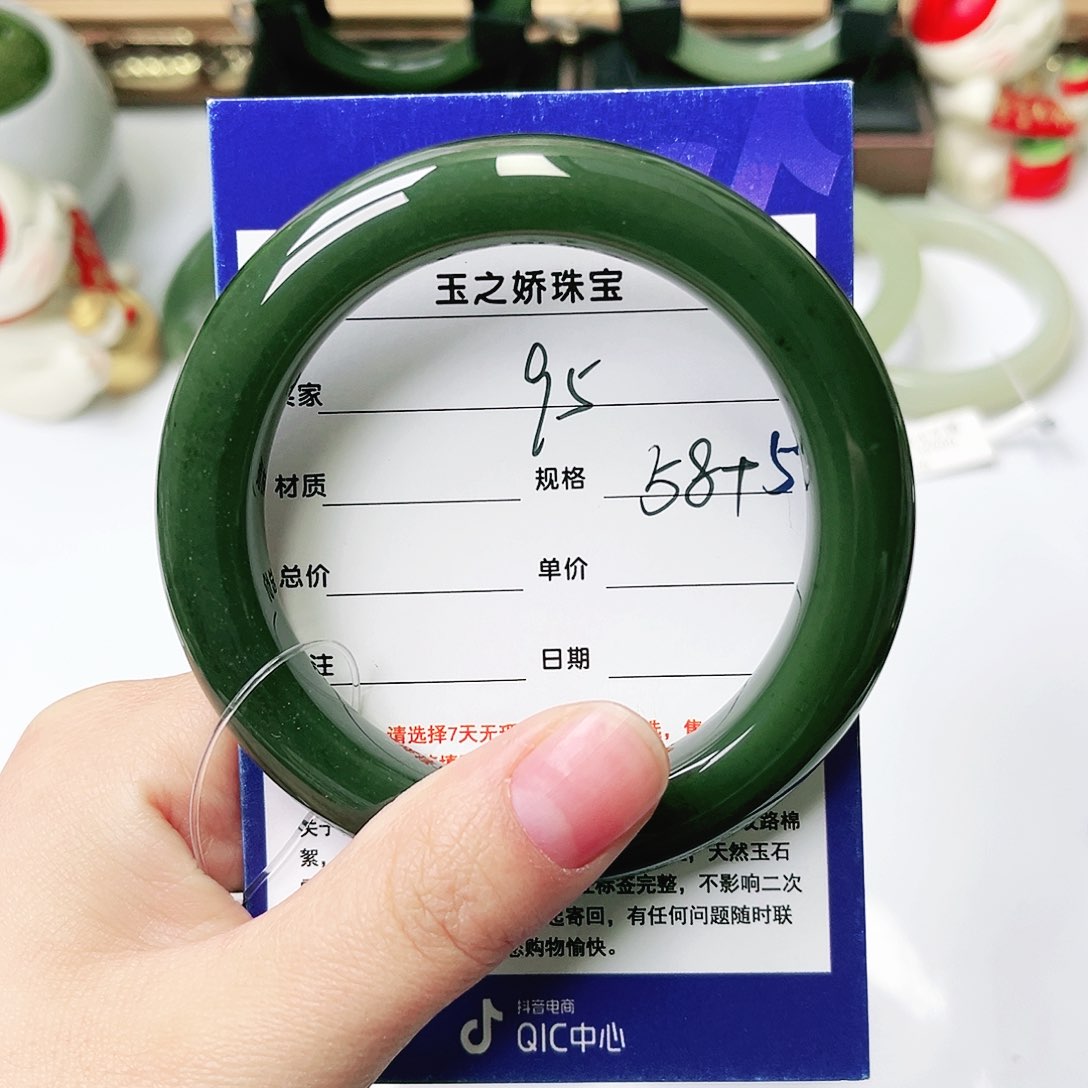 玉之娇珠宝
家 95
材质 规格 58+5
总价 单价
注 日期
请选择7天无理
路棉
絮， 天然玉石
标签完整，不影响二次
寄回，有任何问题随时联
购物愉快。
抖音电商
QIC中心